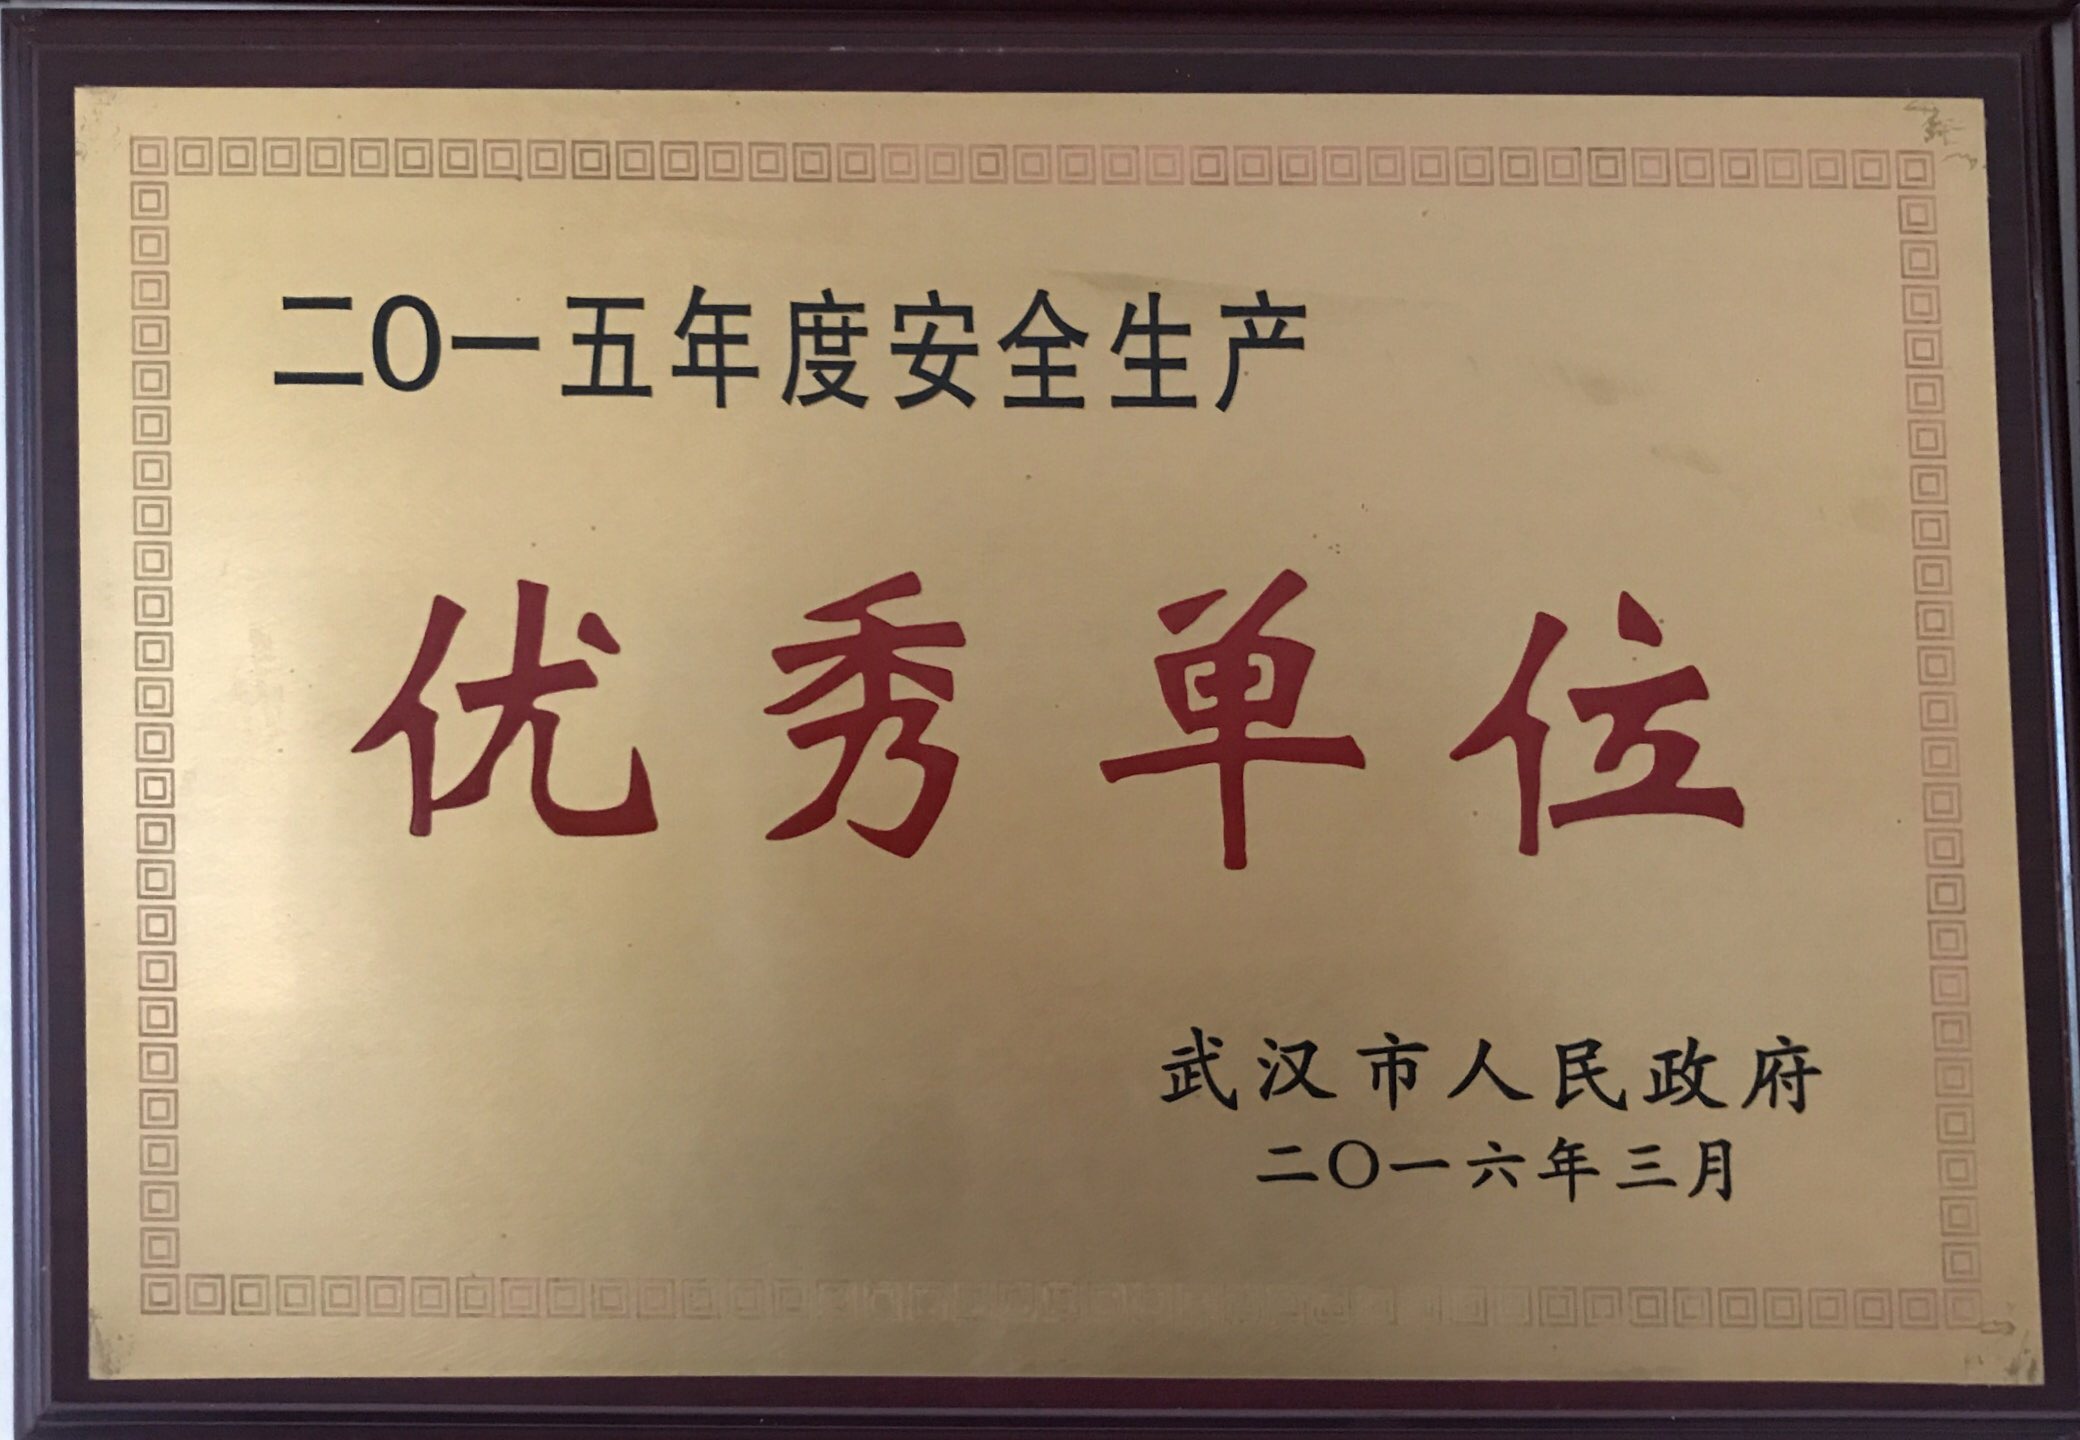 二〇一五年度安全生产
优秀单位
武汉市人民政府
二〇一六年三月